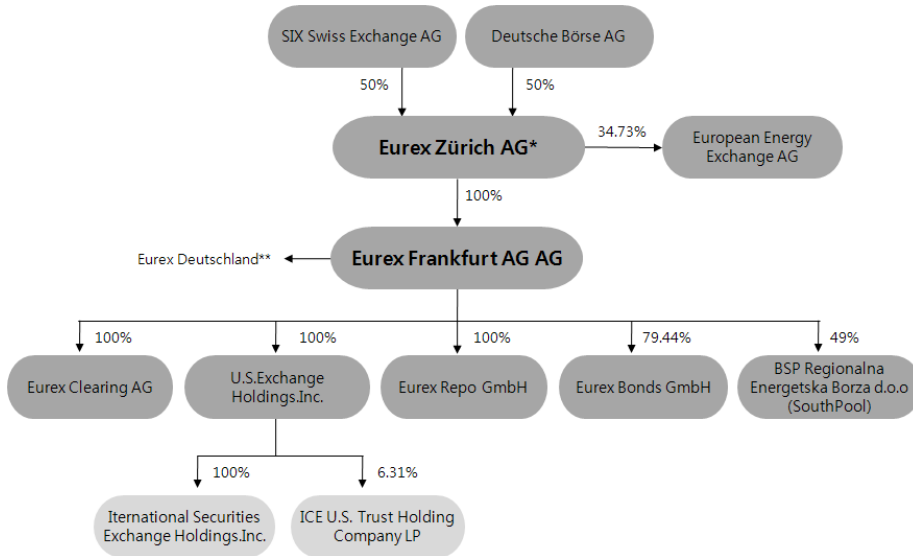 SIX Swiss Exchange AG
Deutsche Börse AG
50%
50%
Eurex Zürich AG*
34.73%
European Energy
Exchange AG
100%
Eurex Deutschland**
Eurex Frankfurt AG AG
100%
100%
100%
79.44%
49%
Eurex Clearing AG
U.S.Exchange
Holdings.Inc.
Eurex Repo GmbH
Eurex Bonds GmbH
BSP Regionalna
Energetska Borza d.o.o
(SouthPool)
100%
6.31%
Iternational Securities
Exchange Holdings.Inc.
ICE U.S. Trust Holding
Company LP